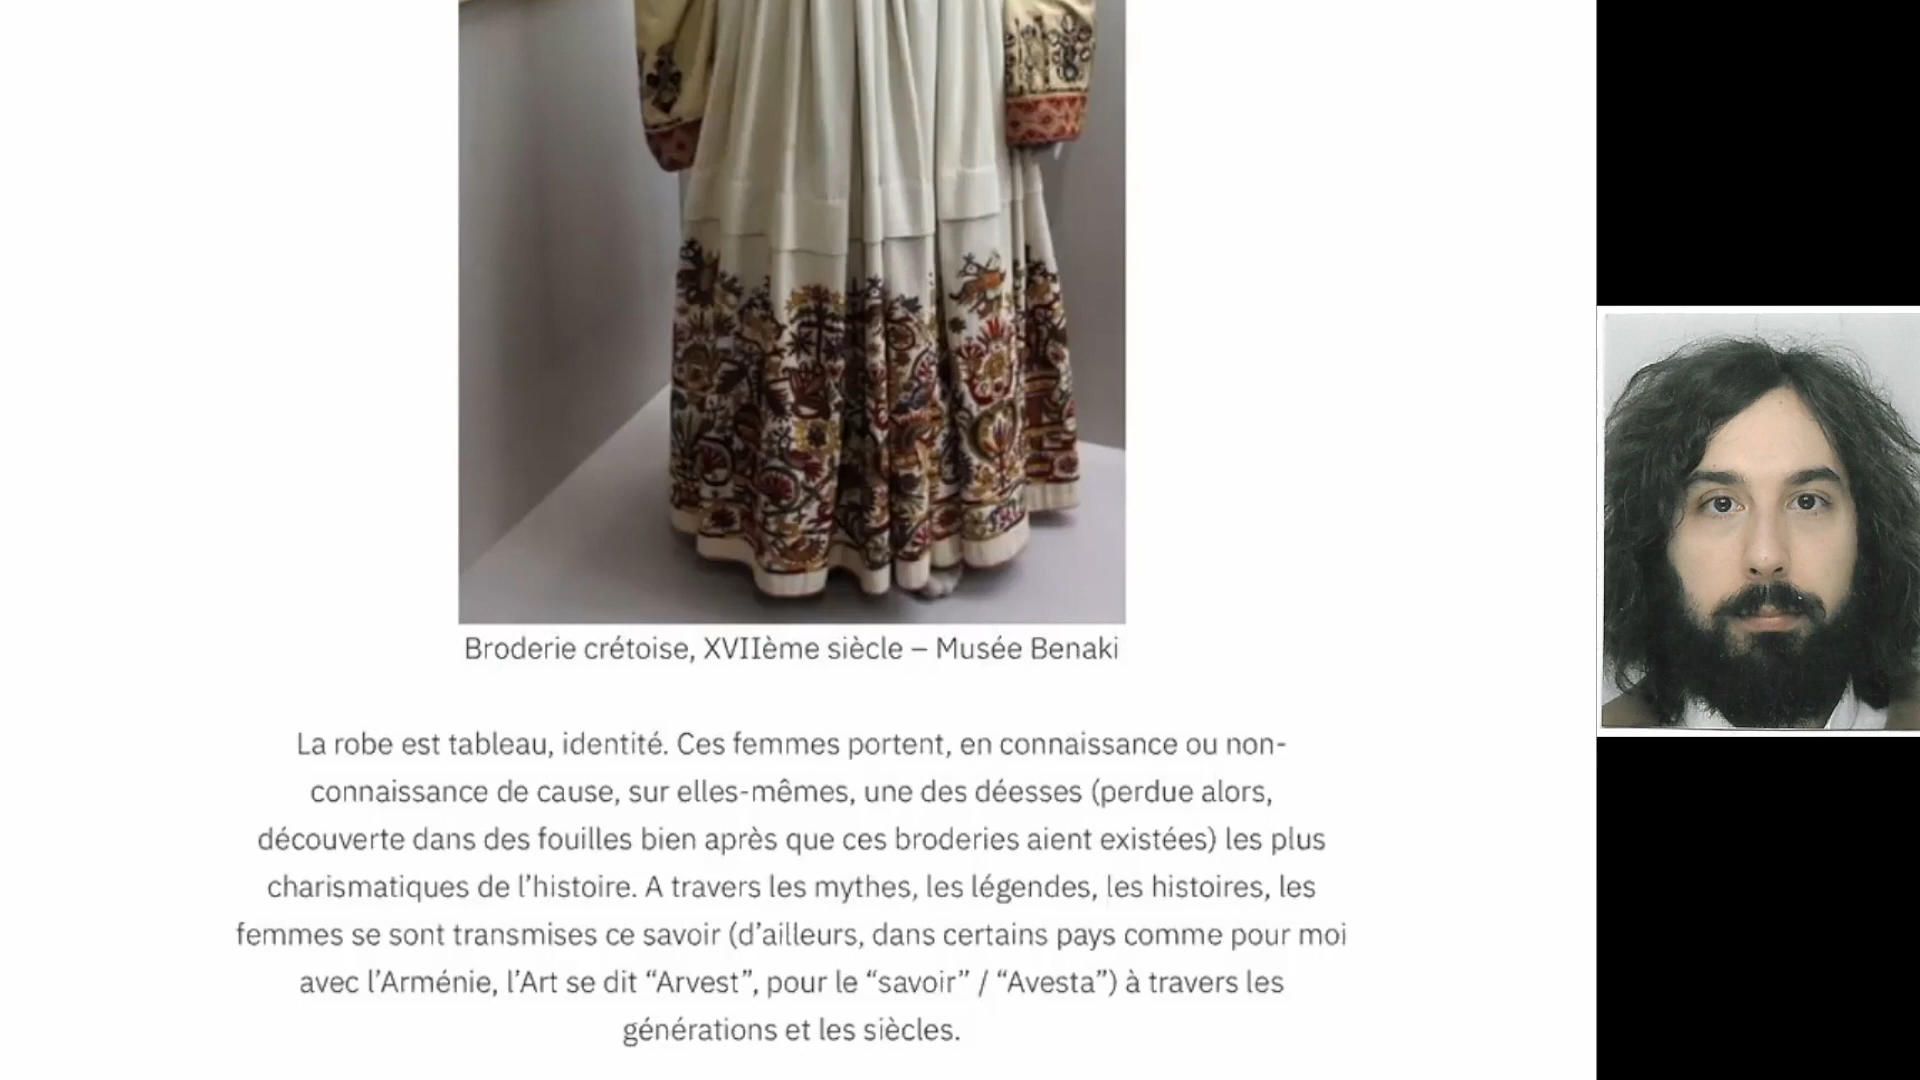 Broderie crétoise, XVIIème siècle – Musée Benaki
La robe est tableau, identité. Ces femmes portent, en connaissance ou non-
connaissance de cause, sur elles-mêmes, une des déesses (perdue alors,
découverte dans des fouilles bien après que ces broderies aient existées) les plus
charismatiques de l’histoire. A travers les mythes, les légendes, les histoires, les
femmes se sont transmises ce savoir (d’ailleurs, dans certains pays comme pour moi
avec l’Arménie, l’Art se dit “Arvest”, pour le “savoir” / “Avesta”) à travers les
générations et les siècles.